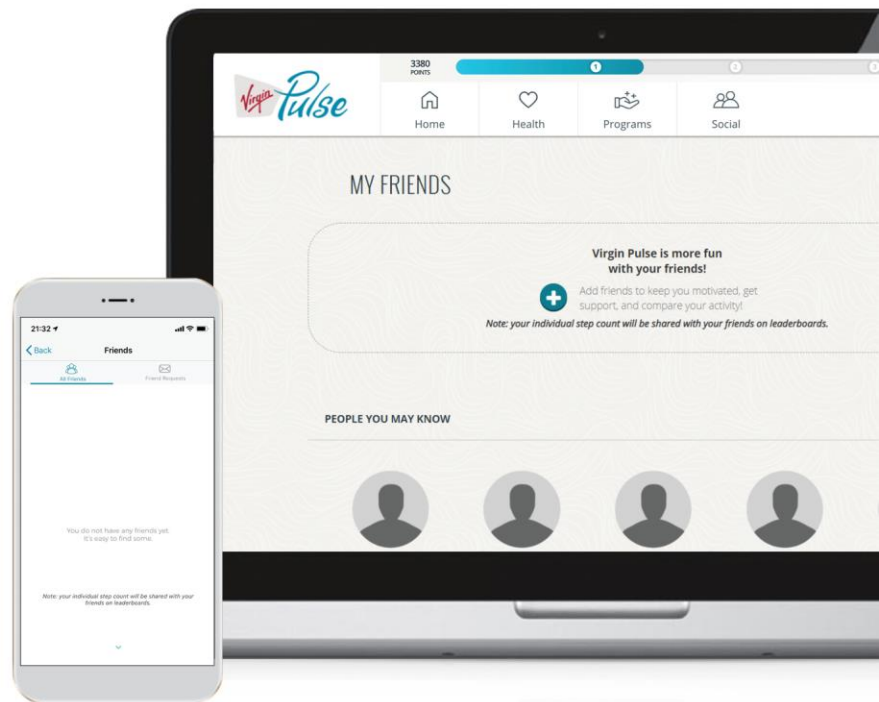 3380
POINTS
1
2
3
Virgin Pulse
Home
Health
Programs
Social
MY FRIENDS
Virgin Pulse is more fun
with your friends!
Add friends to keep you motivated, get
support, and compare your activity!
Note: your individual step count will be shared with your friends on leaderboards.
PEOPLE YOU MAY KNOW
21:32
Back
Friends
All Friends
Friend Requests
You do not have any friends yet.
It's easy to find some.
Note: your individual step count will be shared with your
friends on leaderboards.